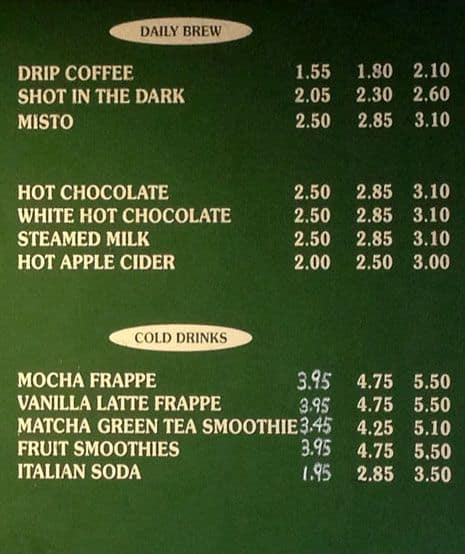 DAILY BREW
DRIP COFFEE 1.55 1.80 2.10
SHOT IN THE DARK 2.05 2.30 2.60
MISTO 2.50 2.85 3.10
HOT CHOCOLATE 2.50 2.85 3.10
WHITE HOT CHOCOLATE 2.50 2.85 3.10
STEAMED MILK 2.50 2.85 3.10
HOT APPLE CIDER 2.00 2.50 3.00
COLD DRINKS
MOCHA FRAPPE 3.95 4.75 5.50
VANILLA LATTE FRAPPE 3.95 4.75 5.50
MATCHA GREEN TEA SMOOTHIE 3.45 4.25 5.10
FRUIT SMOOTHIES 3.95 4.75 5.50
ITALIAN SODA 1.95 2.85 3.50